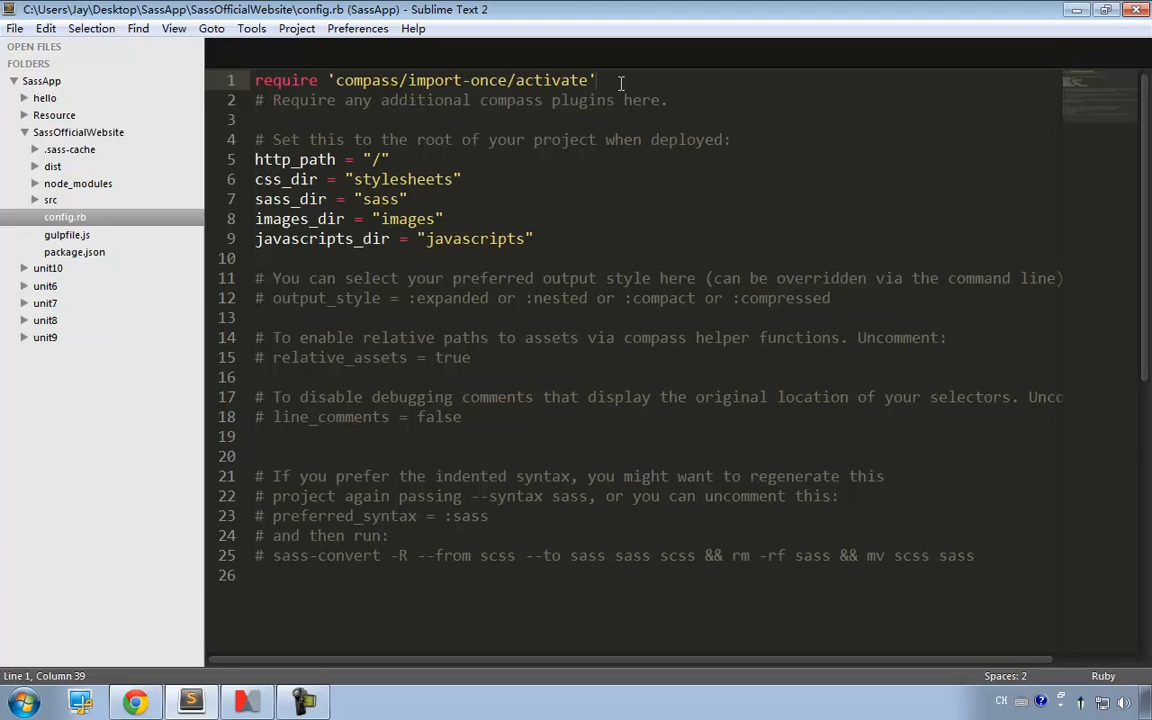 C:\Users\Jay\Desktop\SassApp\SassOfficialWebsite\config.rb (SassApp) - Sublime Text 2
File Edit Selection Find View Goto Tools Project Preferences Help
OPEN FILES
FOLDERS
SassApp
hello
Resource
SassOfficialWebsite
.sass-cache
dist
node_modules
src
config.rb
gulpfile.js
package.json
unit10
unit6
unit7
unit8
unit9
1 require 'compass/import-once/activate'
2 # Require any additional compass plugins here.
3
4 # Set this to the root of your project when deployed:
5 http_path = "/"
6 css_dir = "stylesheets"
7 sass_dir = "sass"
8 images_dir = "images"
9 javascripts_dir = "javascripts"
10
11 # You can select your preferred output style here (can be overridden via the command line)
12 # output_style = :expanded or :nested or :compact or :compressed
13
14 # To enable relative paths to assets via compass helper functions. Uncomment:
15 # relative_assets = true
16
17 # To disable debugging comments that display the original location of your selectors. Unco
18 # line_comments = false
19
20
21 # If you prefer the indented syntax, you might want to regenerate this
22 # project again passing --syntax sass, or you can uncomment this:
23 # preferred_syntax = :sass
24 # and then run:
25 # sass-convert -R --from scss --to sass sass scss && rm -rf sass && mv scss sass
26
Line 1, Column 39 Spaces: 2 Ruby
CH